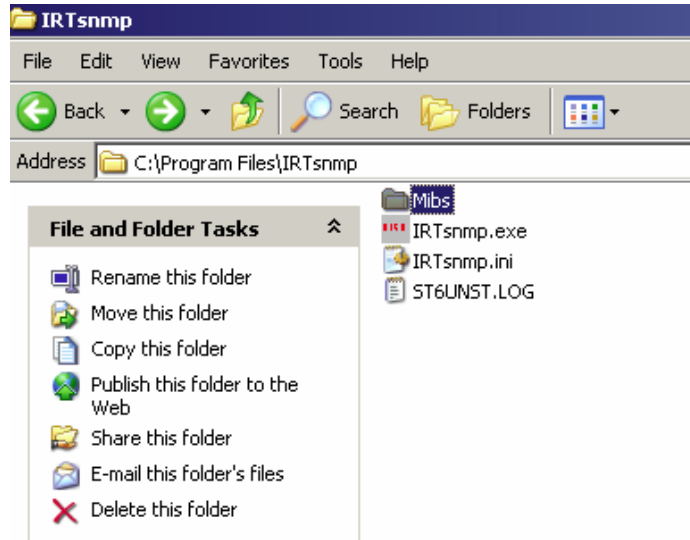 IRTsnmp
File Edit View Favorites Tools Help
Back Search Folders
Address C:\Program Files\IRTsnmp
Mibs
IRTsnmp.exe
IRTsnmp.ini
ST6UNST.LOG
File and Folder Tasks
Rename this folder
Move this folder
Copy this folder
Publish this folder to the
Web
Share this folder
E-mail this folder's files
Delete this folder